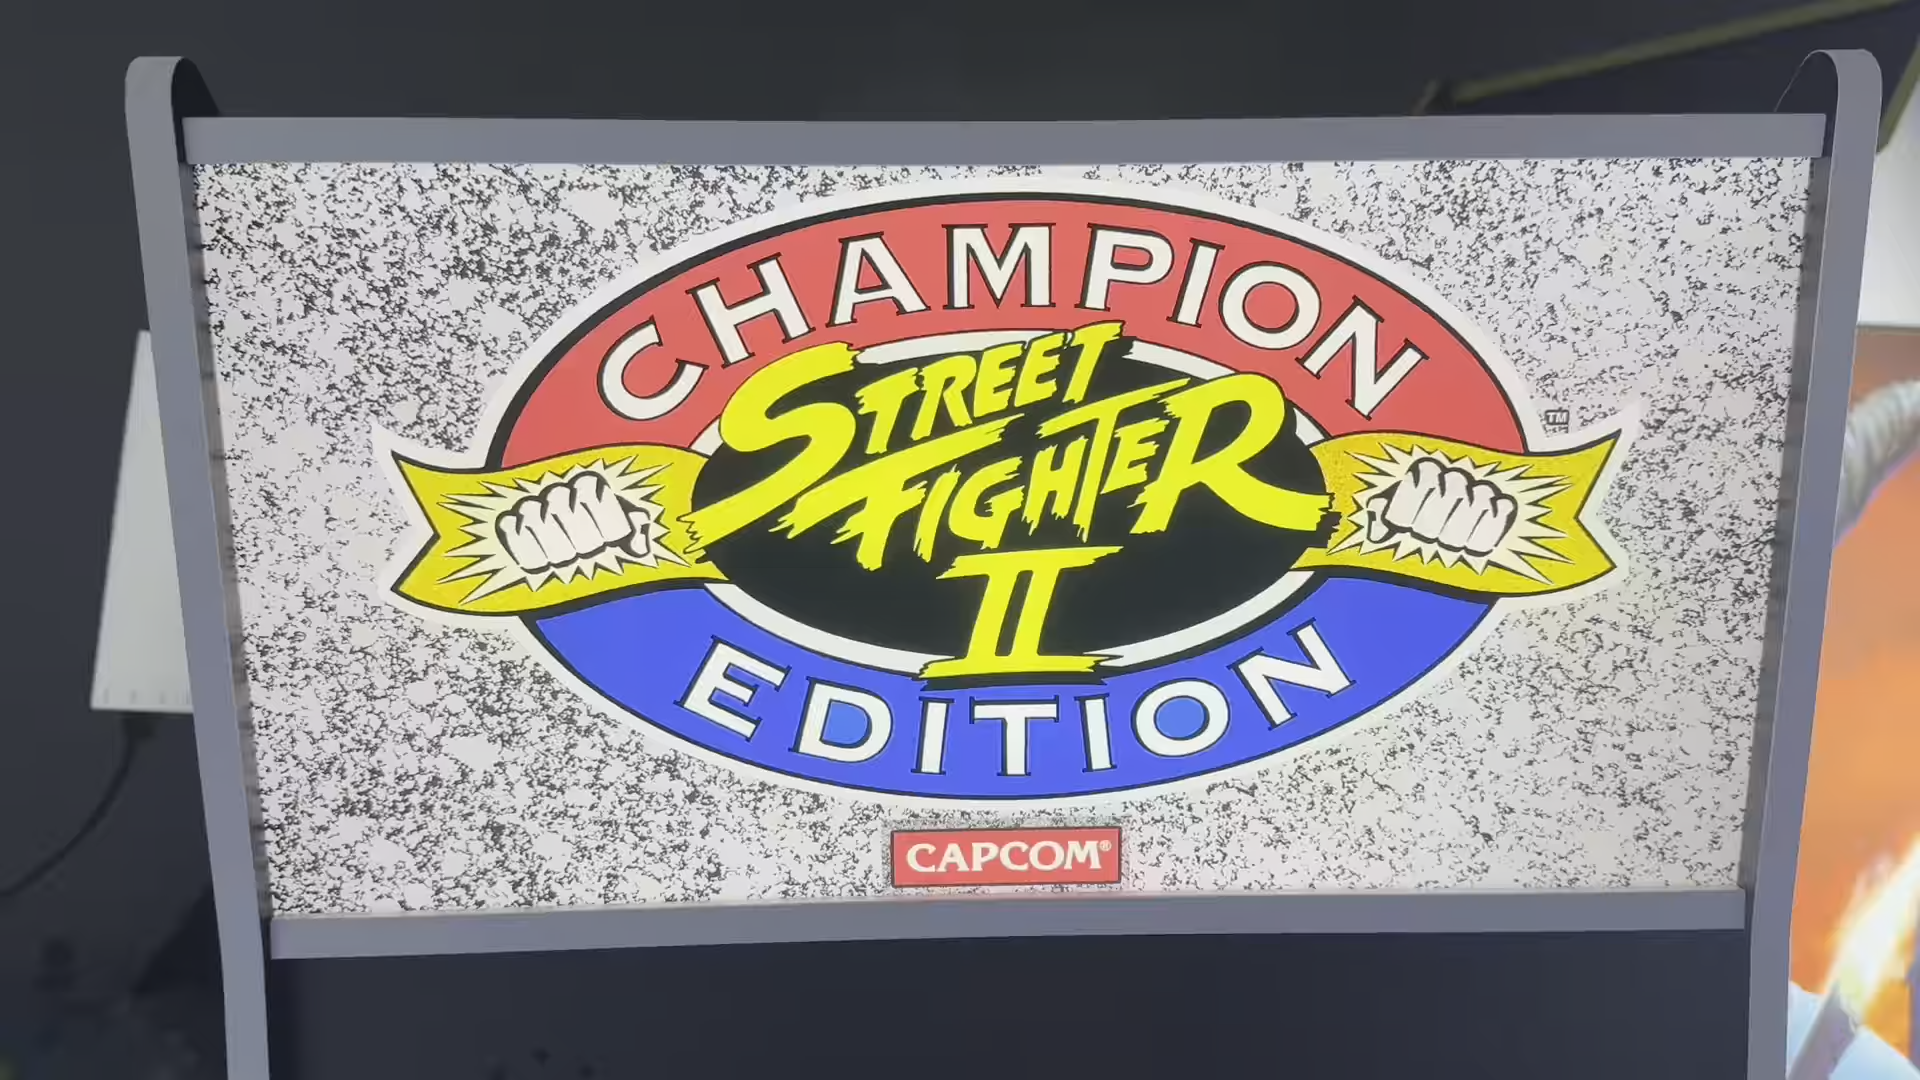 CHAMPION
STREET
FIGHTER
II
TM
EDITION
CAPCOM®